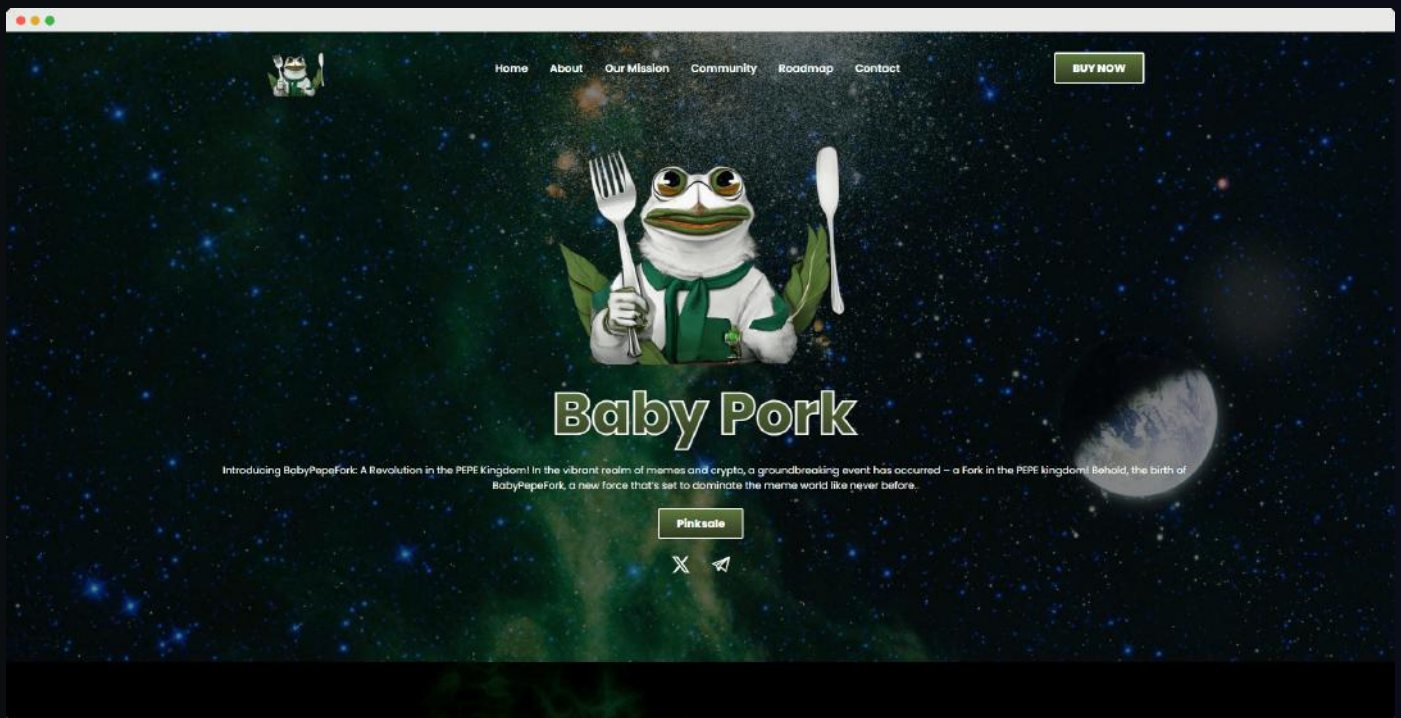 Home About Our Mission Community Roadmap Contact BUY NOW
Baby Pork
Introducing BabyPepeFork: A Revolution in the PEPE Kingdom! In the vibrant realm of memes and crypto, a groundbreaking event has occurred – a Fork in the PEPE kingdom! Behold, the birth of
BabyPepeFork, a new force that's set to dominate the meme world like never before..
Pinksale